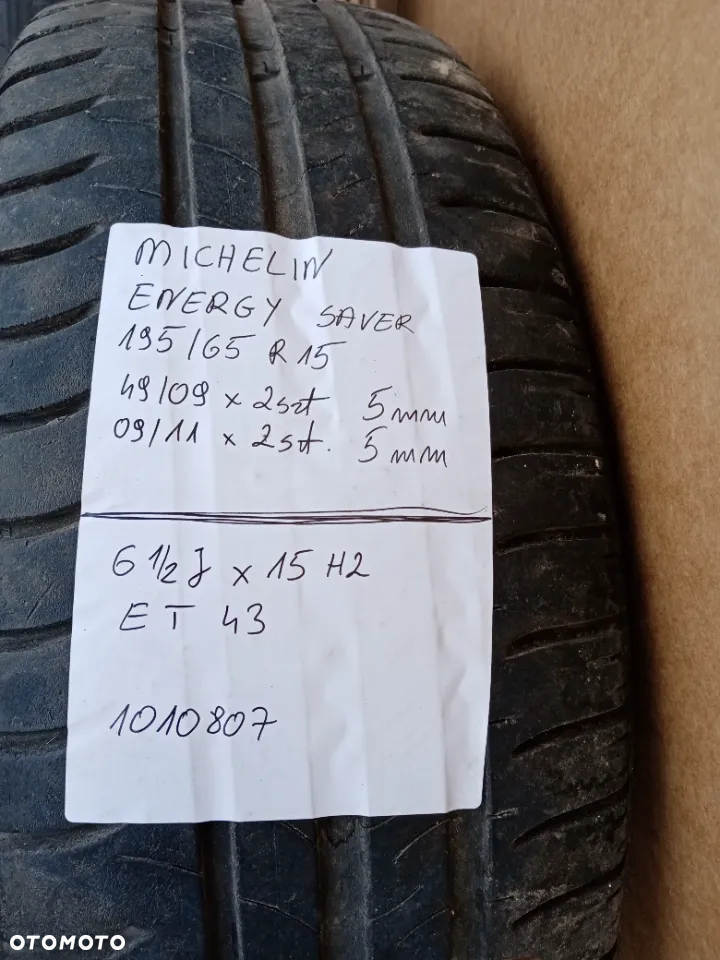 MICHELIN
ENERGY SAVER
195/65 R 15
49/09 x 2szt 5mm
09/11 x 2szt. 5mm
6 1/2 J x 15 H2
ET 43
1010807
OTOMOTO